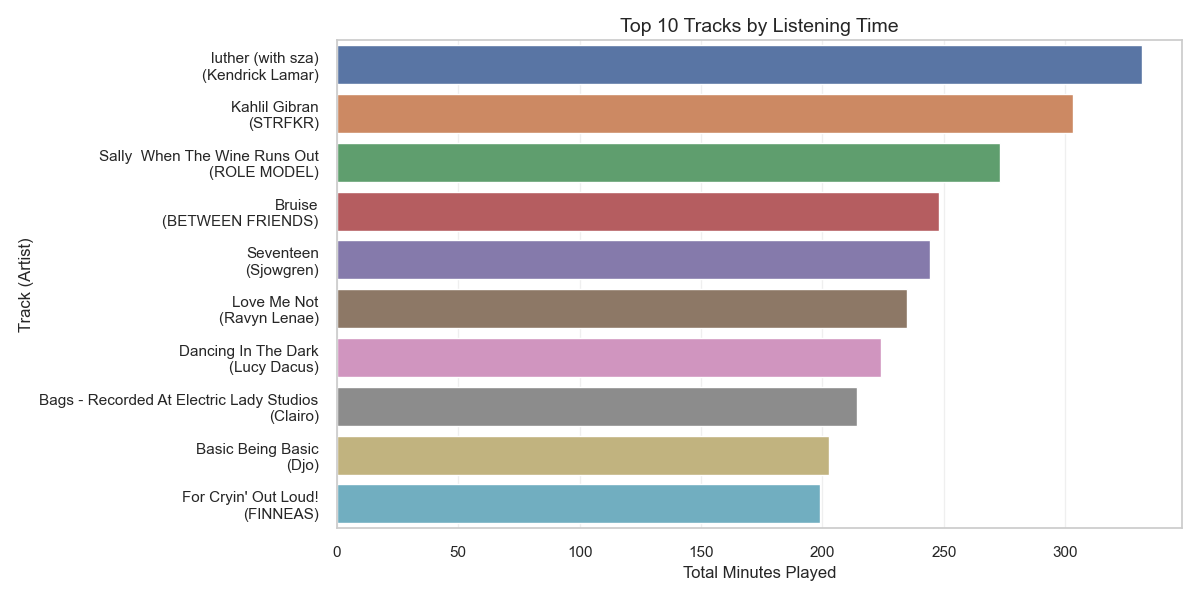 Top 10 Tracks by Listening Time
Track (Artist)
luther (with sza)
(Kendrick Lamar)
Kahlil Gibran
(STRFKR)
Sally  When The Wine Runs Out
(ROLE MODEL)
Bruise
(BETWEEN FRIENDS)
Seventeen
(Sjowgren)
Love Me Not
(Ravyn Lenae)
Dancing In The Dark
(Lucy Dacus)
Bags - Recorded At Electric Lady Studios
(Clairo)
Basic Being Basic
(Djo)
For Cryin' Out Loud!
(FINNEAS)
0 50 100 150 200 250 300
Total Minutes Played